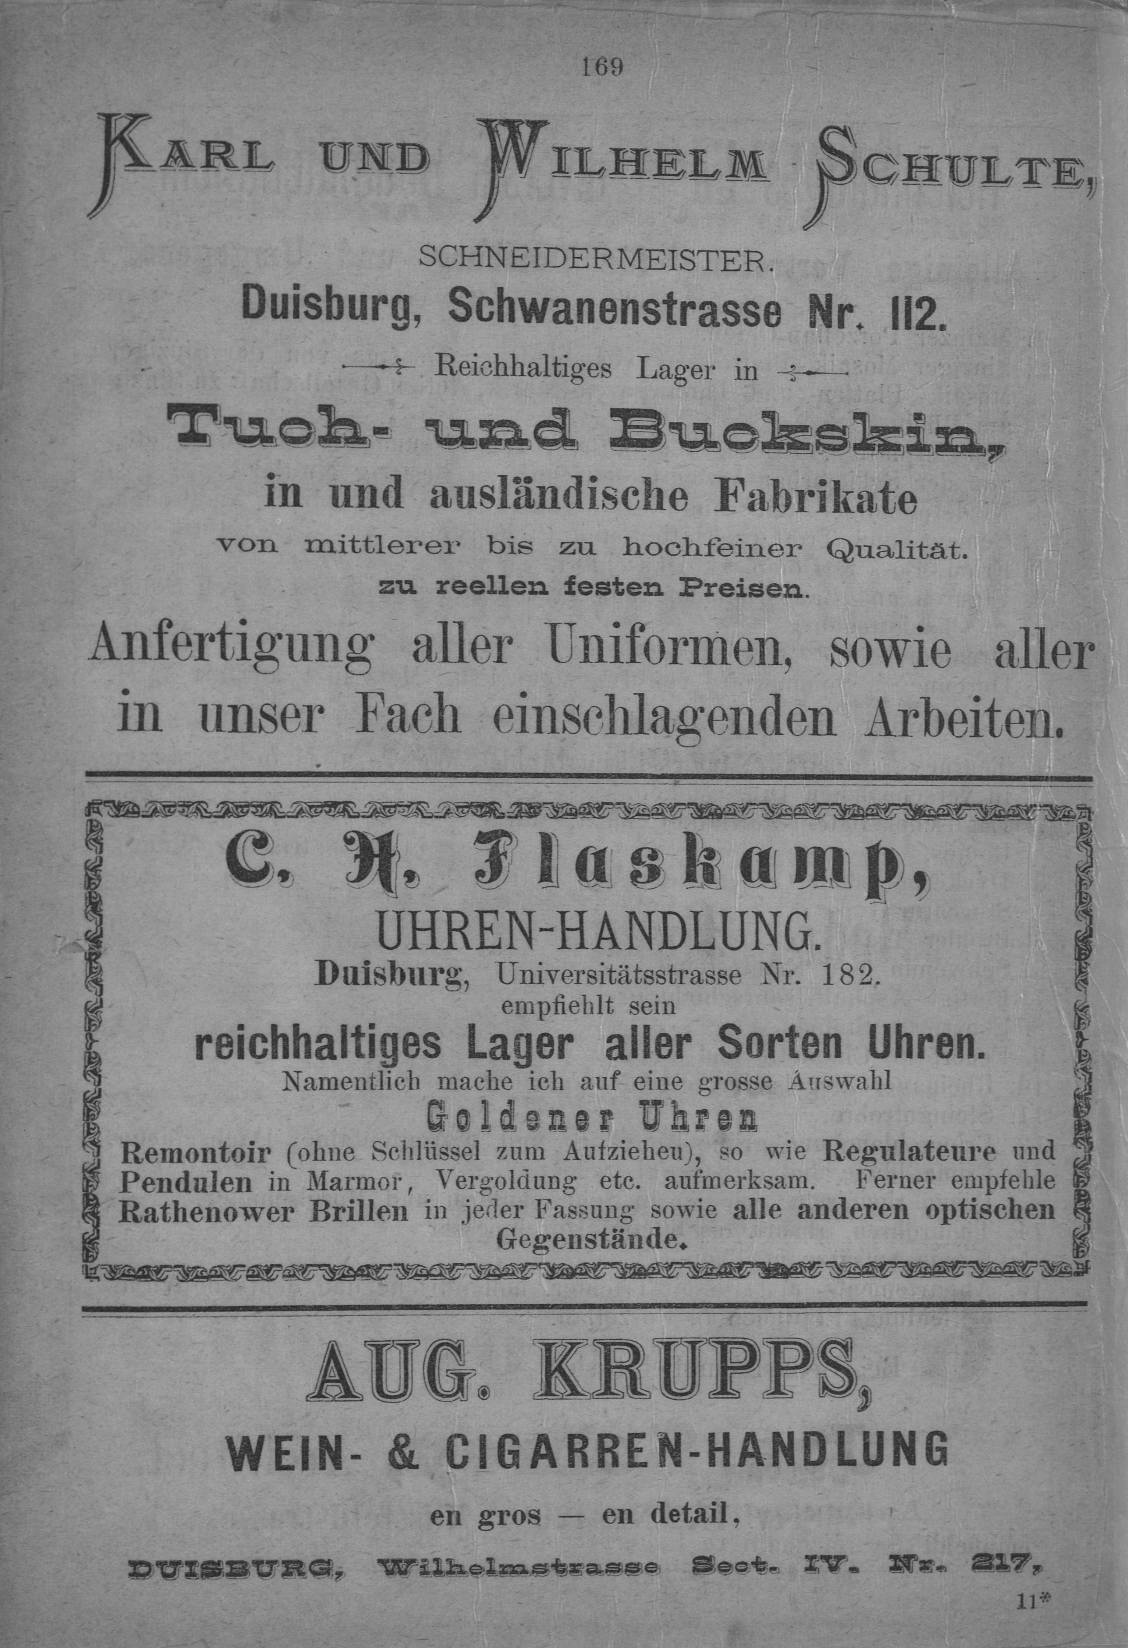 169
KARL UND WILHELM SCHULTE,
SCHNEIDERMEISTER.
Duisburg, Schwanenstrasse Nr. 112.
Reichhaltiges Lager in
Tuch- und Buckskin,
in und ausländische Fabrikate
von mittlerer bis zu hochfeiner Qualität.
zu reellen festen Preisen.
Anfertigung aller Uniformen, sowie aller
in unser Fach einschlagenden Arbeiten.
C. H. Flaskamp,
UHREN-HANDLUNG.
Duisburg, Universitätsstrasse Nr. 182.
empfiehlt sein
reichhaltiges Lager aller Sorten Uhren.
Namentlich mache ich auf eine grosse Auswahl
Goldener Uhren
Remontoir (ohne Schlüssel zum Aufziehen), so wie Regulateure und
Pendulen in Marmor, Vergoldung etc. aufmerksam. Ferner empfehle
Rathenower Brillen in jeder Fassung sowie alle anderen optischen
Gegenstände.
AUG. KRUPPS,
WEIN- & CIGARREN-HANDLUNG
en gros — en detail,
DUISBURG, Wilhelmstrasse Sect. IV. Nr. 217,
11*